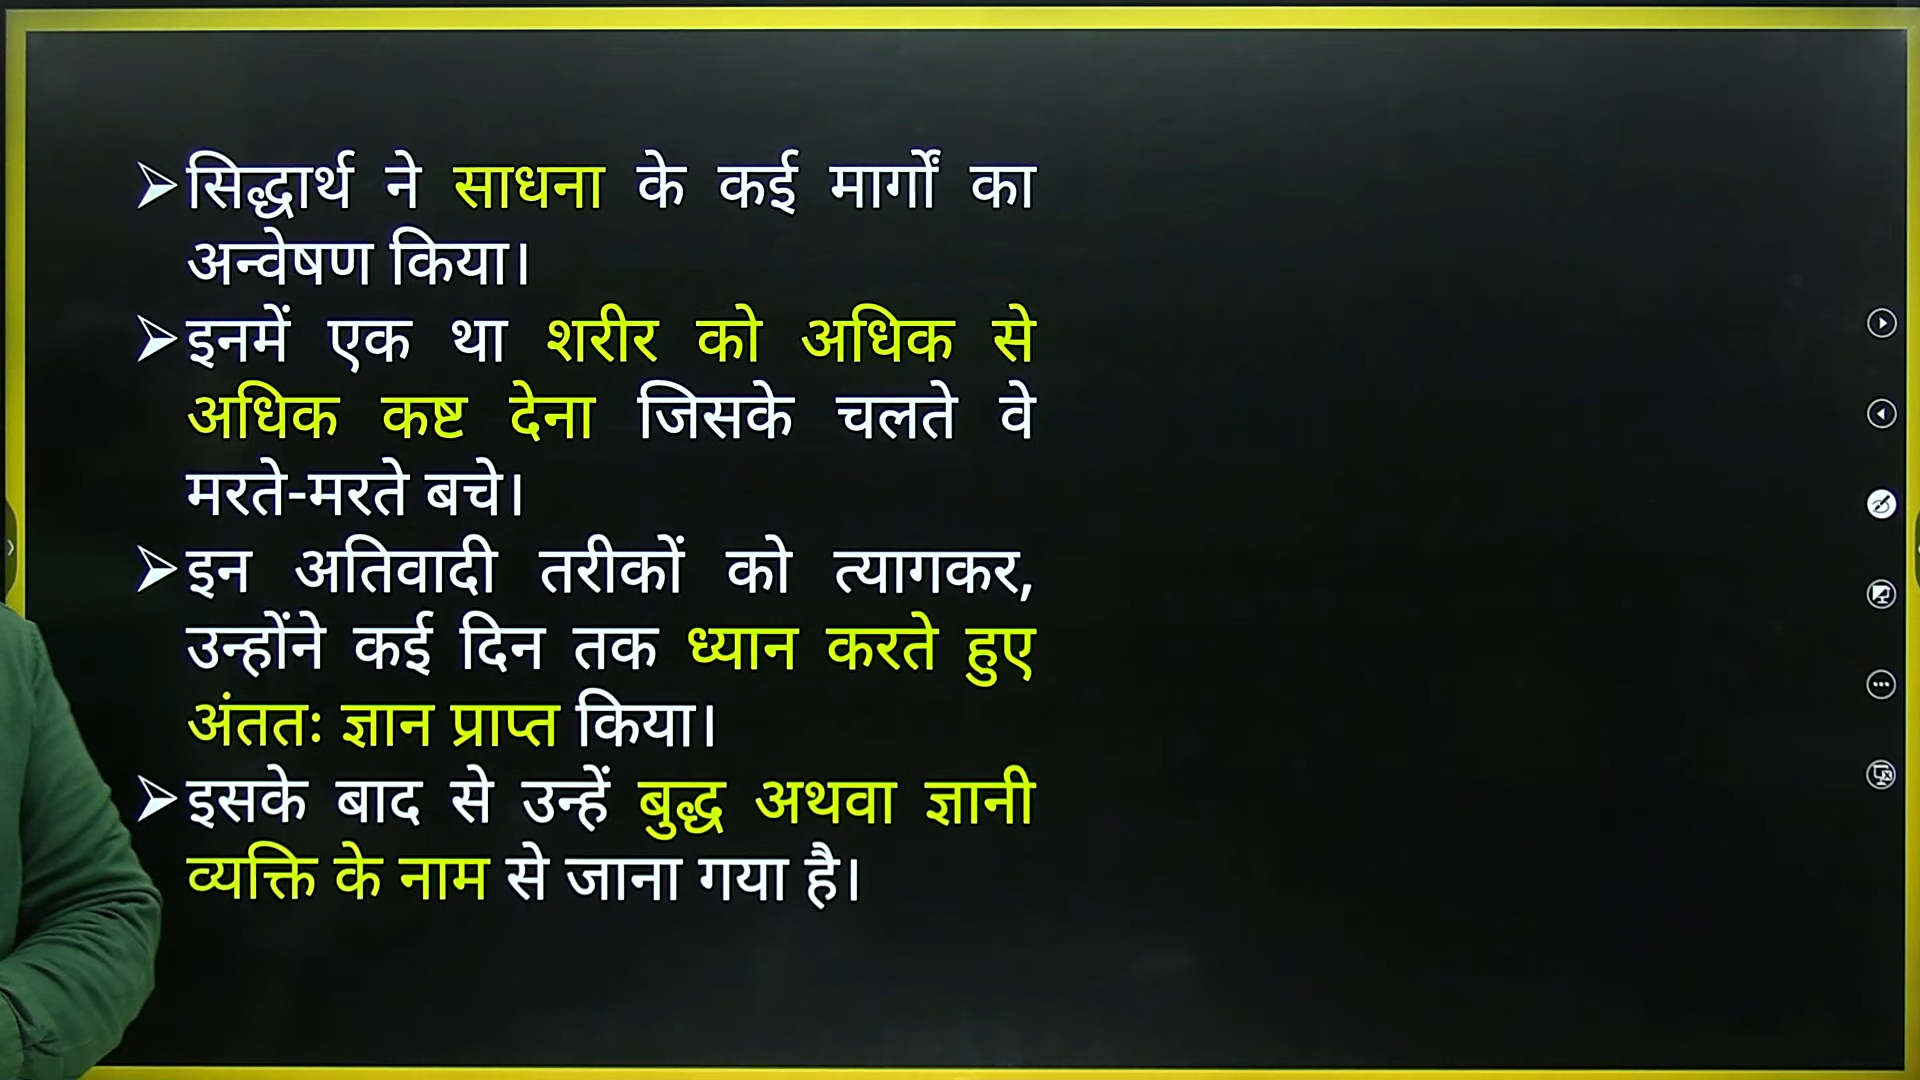 ➢सिद्धार्थ ने साधना के कई मार्गों का
अन्वेषण किया।
➢इनमें एक था शरीर को अधिक से
अधिक कष्ट देना जिसके चलते वे
मरते-मरते बचे।
➢इन अतिवादी तरीकों को त्यागकर,
उन्होंने कई दिन तक ध्यान करते हुए
अंततः ज्ञान प्राप्त किया।
➢इसके बाद से उन्हें बुद्ध अथवा ज्ञानी
व्यक्ति के नाम से जाना गया है।